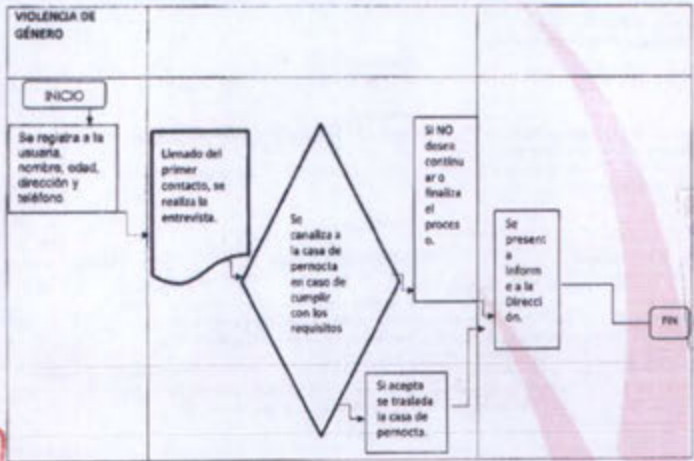 VIOLENCIA DE
GÉNERO
INICIO
Se registra a la
usuaria,
nombre, edad,
dirección y
teléfono.
Llenado del
primer
contacto, se
realiza la
entrevista.
Se
canaliza a
la casa de
pernocta
en caso de
cumplir
con los
requisitos
SI NO
desea
continu
ar o
finaliza
el
proces
o.
Si acepta
se traslada
la casa de
pernocta.
Se
present
a
Inform
e a la
Direcci
ón.
FIN